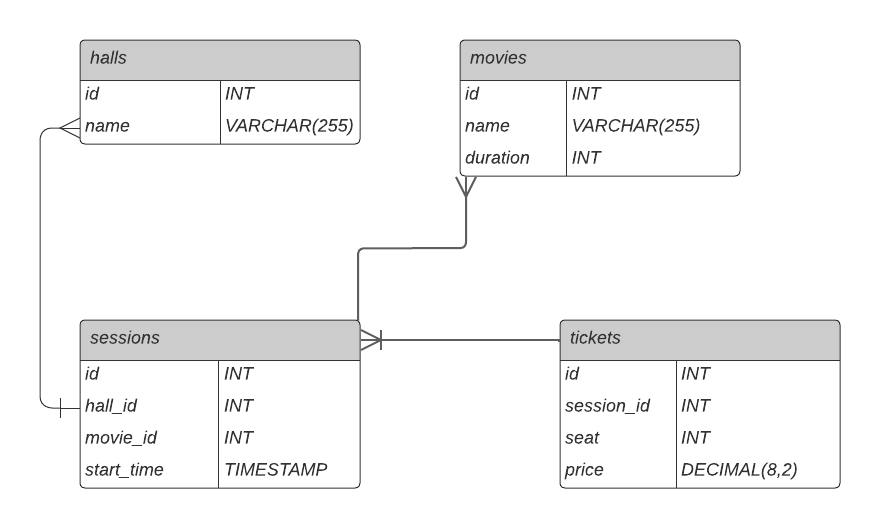 halls
id INT
name VARCHAR(255)
movies
id INT
name VARCHAR(255)
duration INT
sessions
id INT
hall_id INT
movie_id INT
start_time TIMESTAMP
tickets
id INT
session_id INT
seat INT
price DECIMAL(8,2)